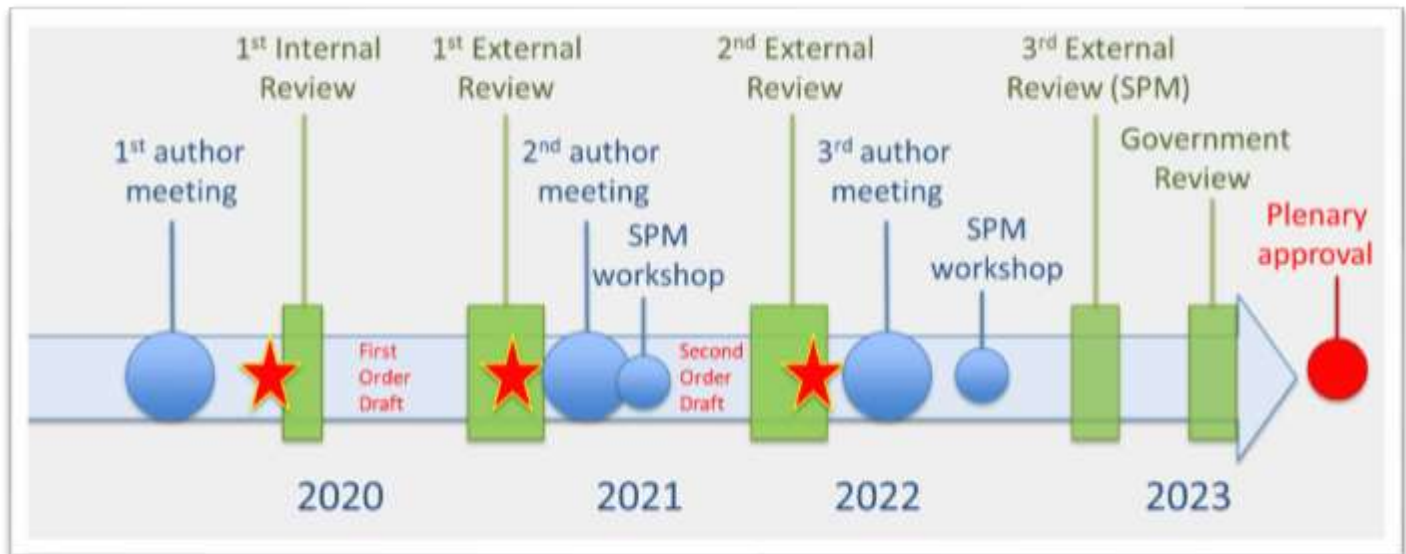 1st Internal
Review
1st External
Review
2nd External
Review
3rd External
Review (SPM)
Government
Review
1st author
meeting
2nd author
meeting
SPM
workshop
3rd author
meeting
SPM
workshop
Plenary
approval
First
Order
Draft
Second
Order
Draft
2020
2021
2022
2023